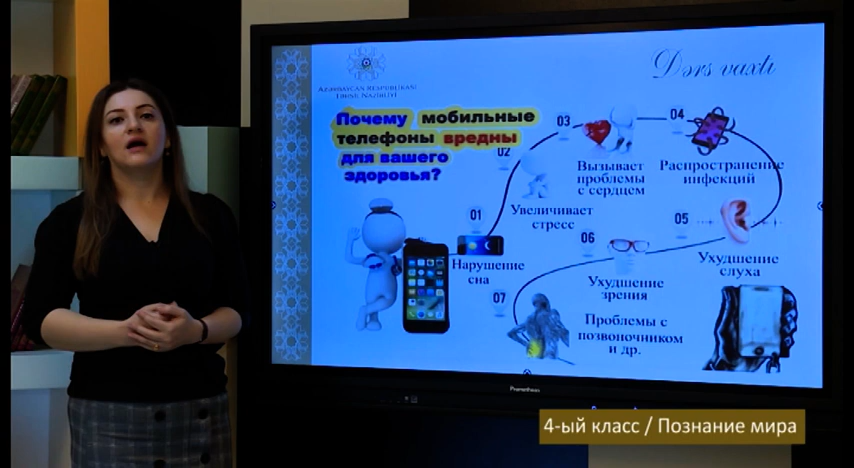 AZƏRBAYCAN RESPUBLİKASI
TƏHSİL NAZİRLİYİ
Dərs vaxtı
Почему мобильные
телефоны вредны
для вашего
здоровья?
01
Нарушение
сна
02
Увеличивает
стресс
03
Вызывает
проблемы
с сердцем
04
Распространение
инфекций
05
Ухудшение
слуха
06
Ухудшение
зрения
07
Проблемы с
позвоночником
и др.
Promethean
4-ый класс / Познание мира